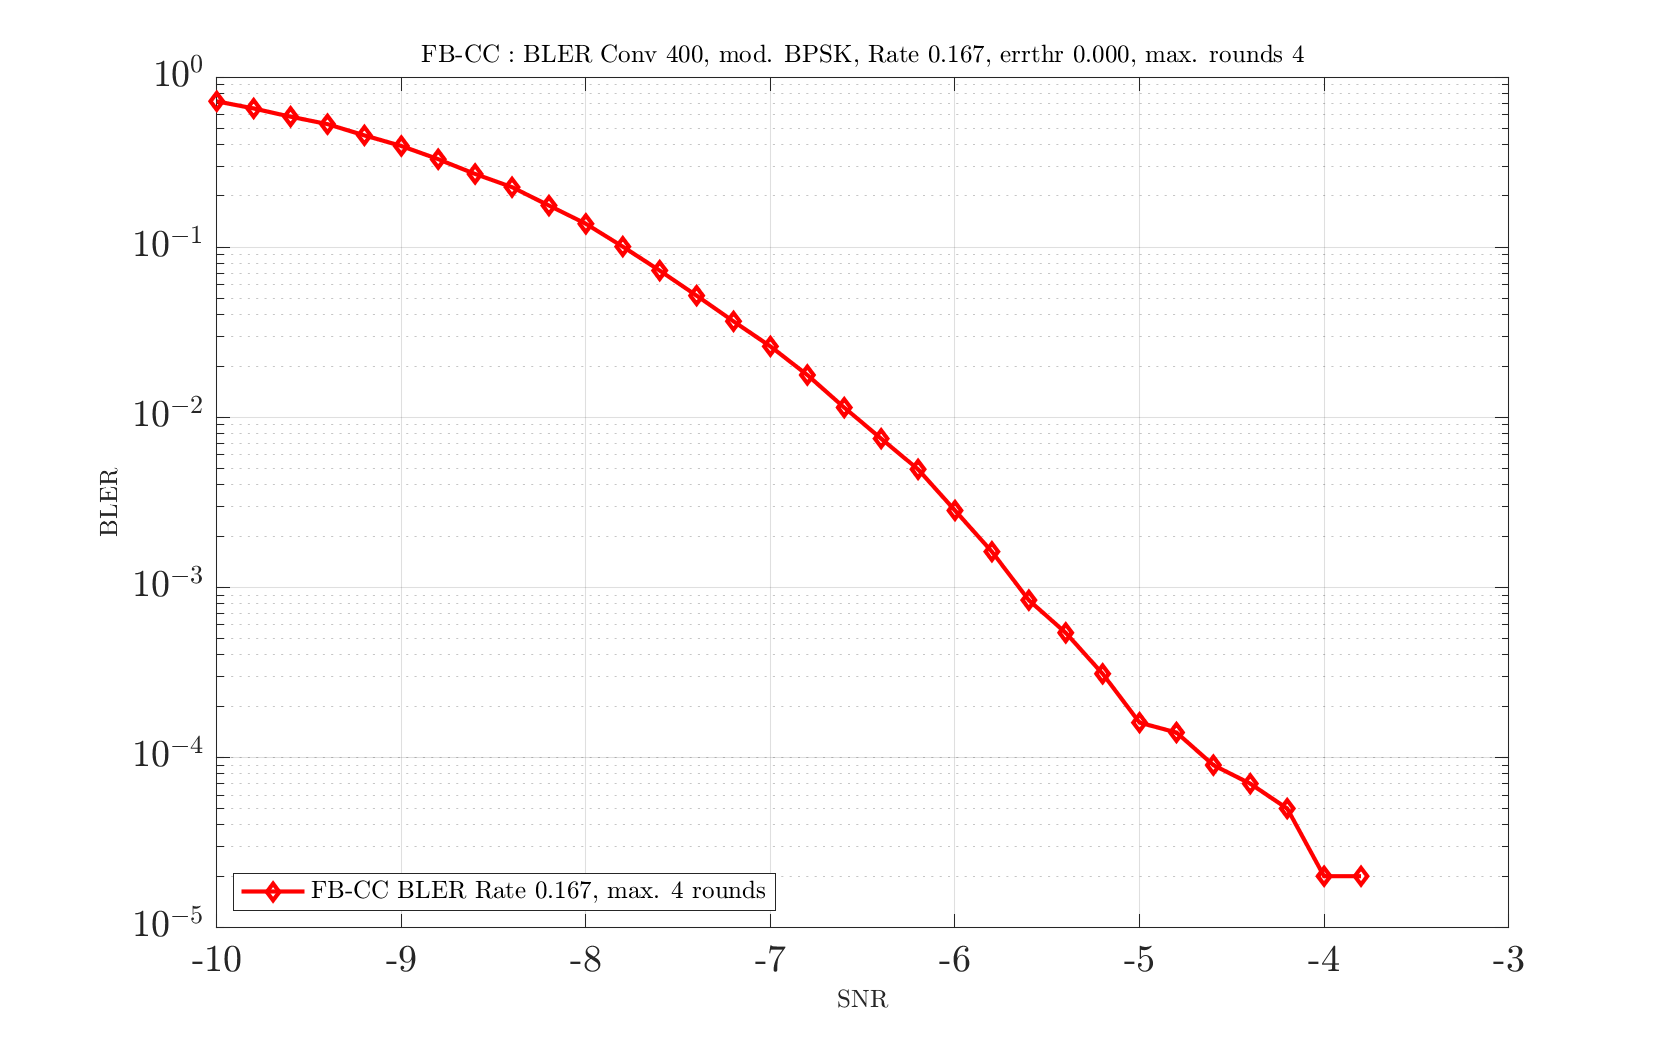 FB-CC : BLER Conv 400, mod. BPSK, Rate 0.167, errthr 0.000, max. rounds 4
10^0
10^{-1}
10^{-2}
10^{-3}
10^{-4}
10^{-5}
BLER
FB-CC BLER Rate 0.167, max. 4 rounds
-10 -9 -8 -7 -6 -5 -4 -3
SNR